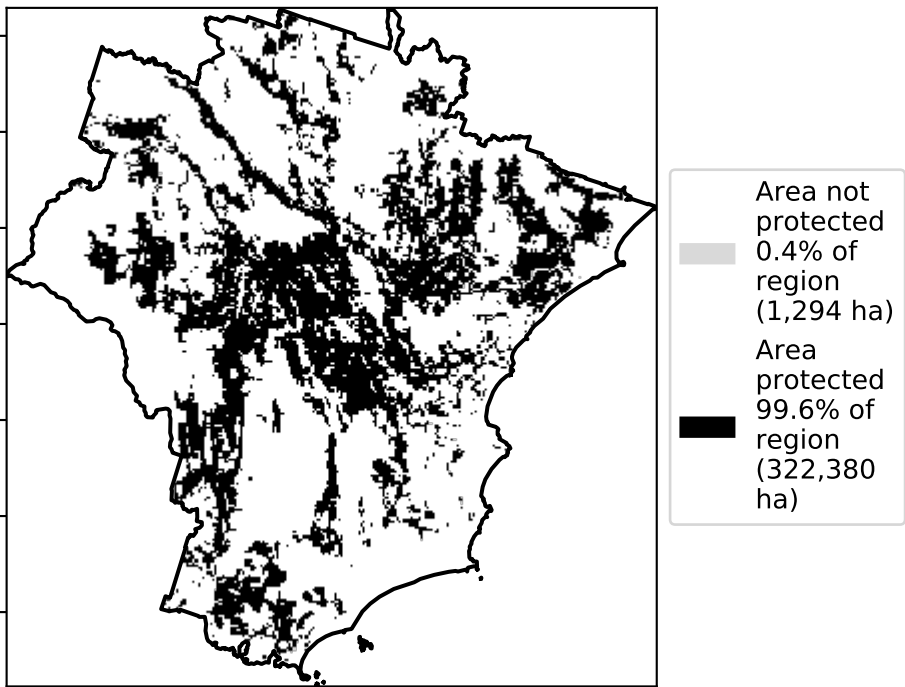 Area not
protected
0.4% of
region
(1,294 ha)
Area
protected
99.6% of
region
(322,380
ha)